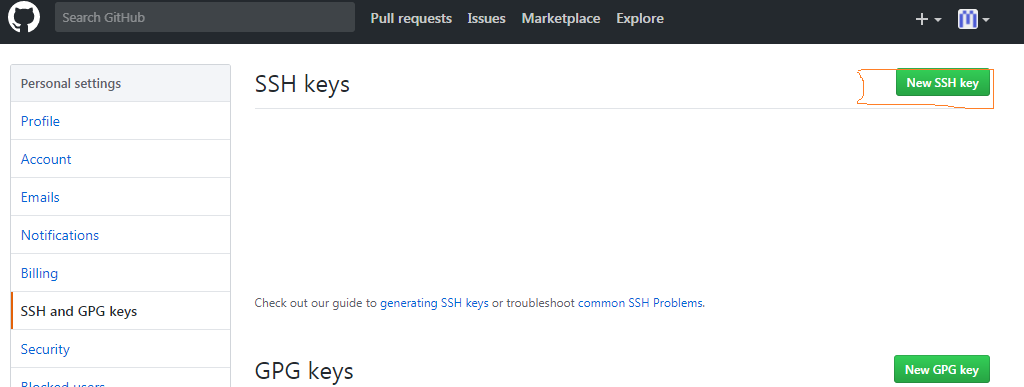 Search GitHub
Pull requests Issues Marketplace Explore
Personal settings
Profile
Account
Emails
Notifications
Billing
SSH and GPG keys
Security
Blocked users
SSH keys
New SSH key
Check out our guide to generating SSH keys or troubleshoot common SSH Problems.
GPG keys
New GPG key